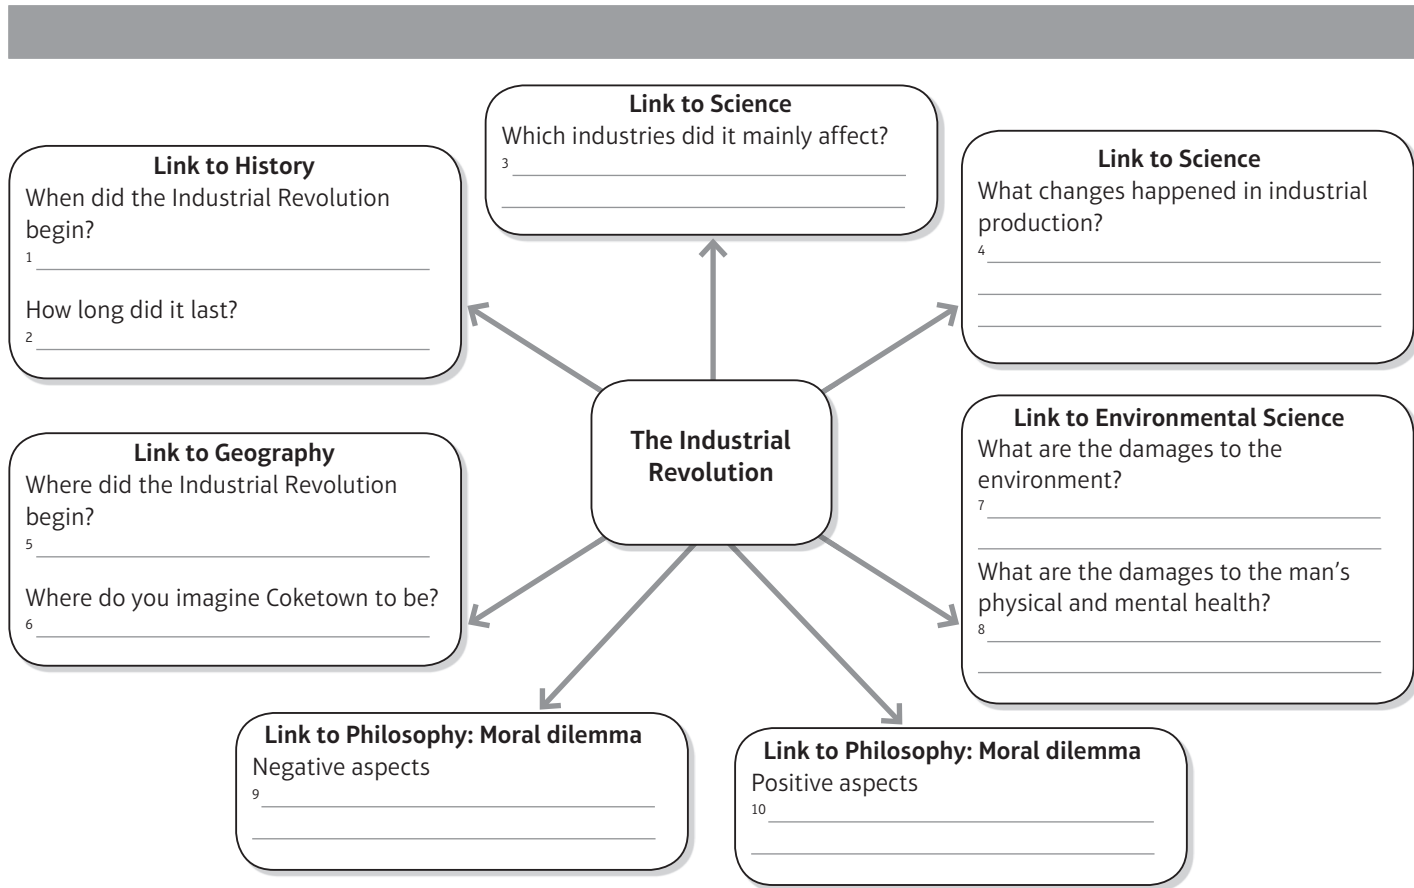 Link to Science
Which industries did it mainly affect?
3
Link to History
When did the Industrial Revolution
begin?
1
How long did it last?
2
Link to Science
What changes happened in industrial
production?
4
The Industrial
Revolution
Link to Geography
Where did the Industrial Revolution
begin?
5
Where do you imagine Coketown to be?
6
Link to Environmental Science
What are the damages to the
environment?
7
What are the damages to the man's
physical and mental health?
8
Link to Philosophy: Moral dilemma
Negative aspects
9
Link to Philosophy: Moral dilemma
Positive aspects
10